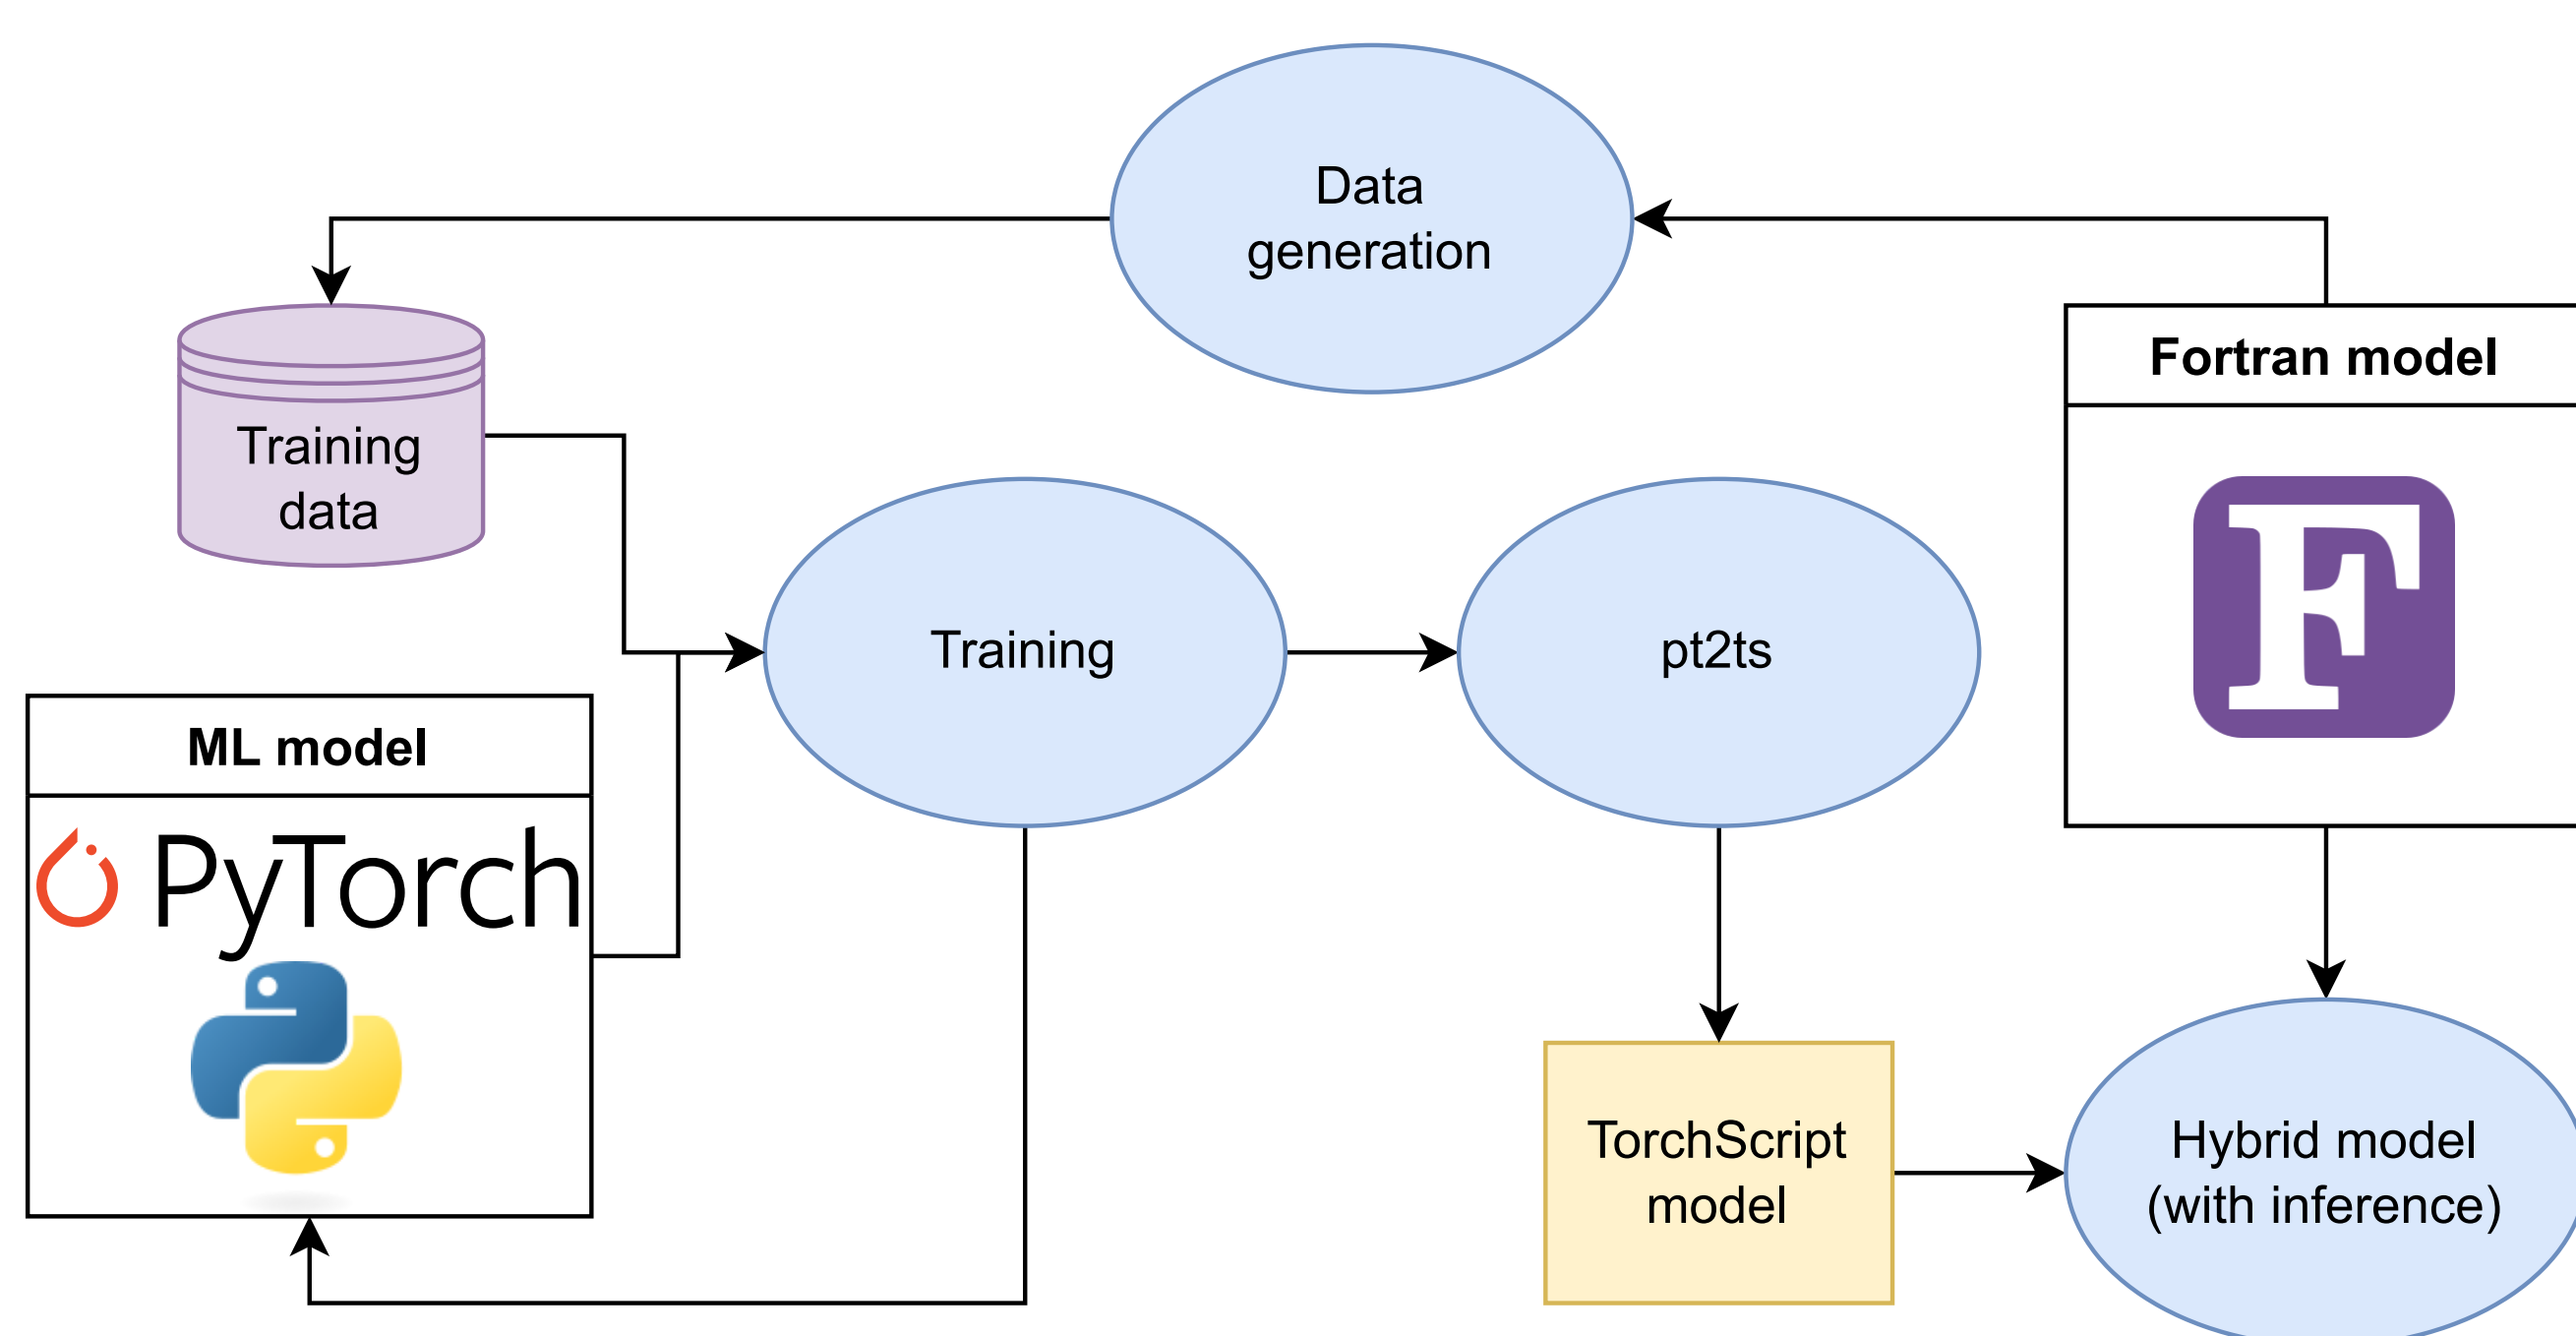 Data
generation
Fortran model
F
Training
data
Training
pt2ts
ML model
PyTorch
TorchScript
model
Hybrid model
(with inference)